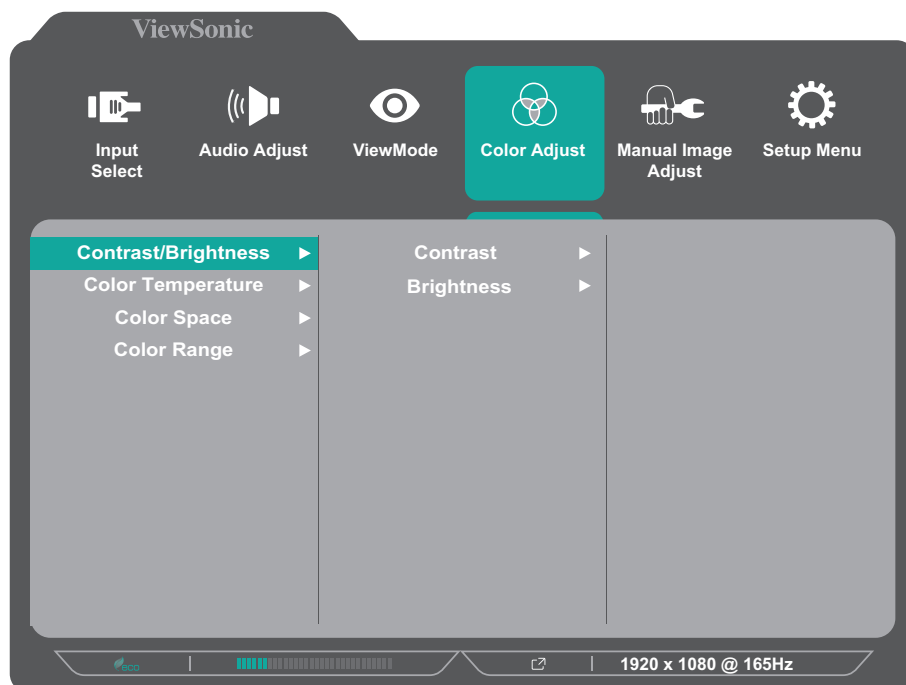 ViewSonic
Input Select
Audio Adjust
ViewMode
Color Adjust
Manual Image Adjust
Setup Menu
Contrast/Brightness
Contrast
Color Temperature
Brightness
Color Space
Color Range
eco
1920 x 1080 @ 165Hz